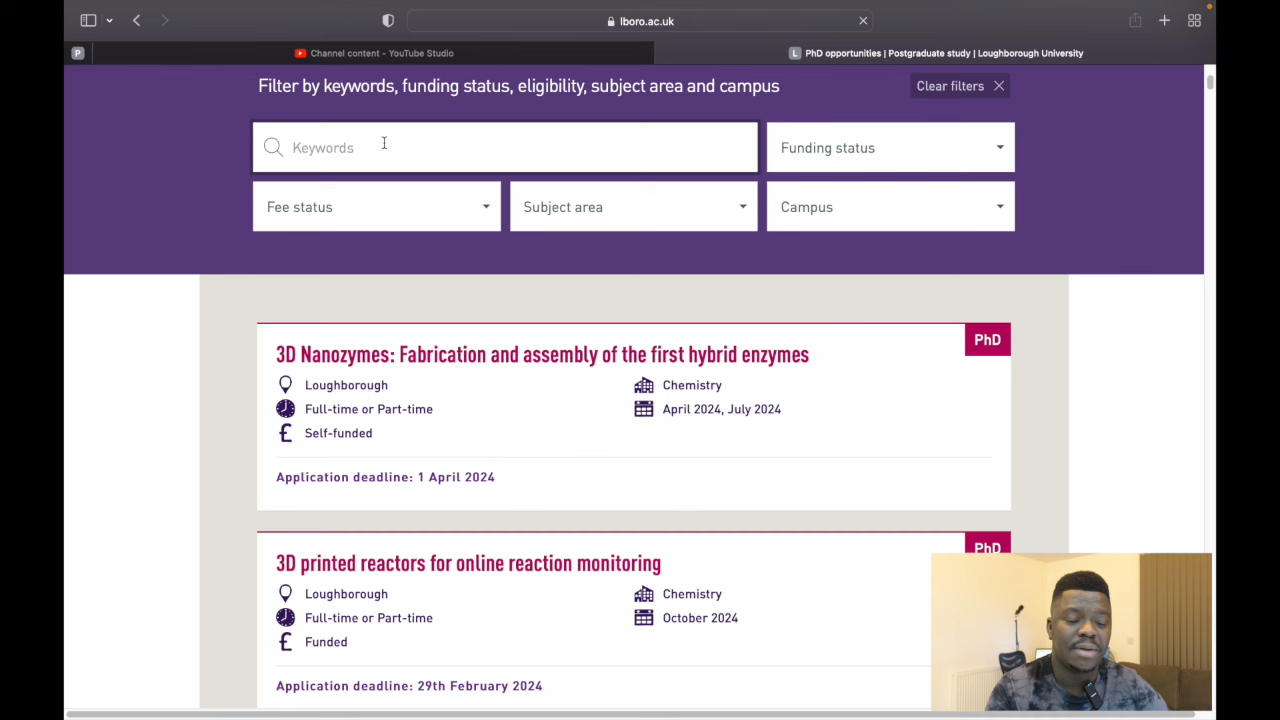 lboro.ac.uk
P
Channel content - YouTube Studio
L PhD opportunities | Postgraduate study | Loughborough University
Filter by keywords, funding status, eligibility, subject area and campus
Clear filters
Keywords
Funding status
Fee status
Subject area
Campus
PhD
3D Nanozymes: Fabrication and assembly of the first hybrid enzymes
Loughborough
Chemistry
Full-time or Part-time
April 2024, July 2024
£ Self-funded
Application deadline: 1 April 2024
PhD
3D printed reactors for online reaction monitoring
Loughborough
Chemistry
Full-time or Part-time
October 2024
£ Funded
Application deadline: 29th February 2024